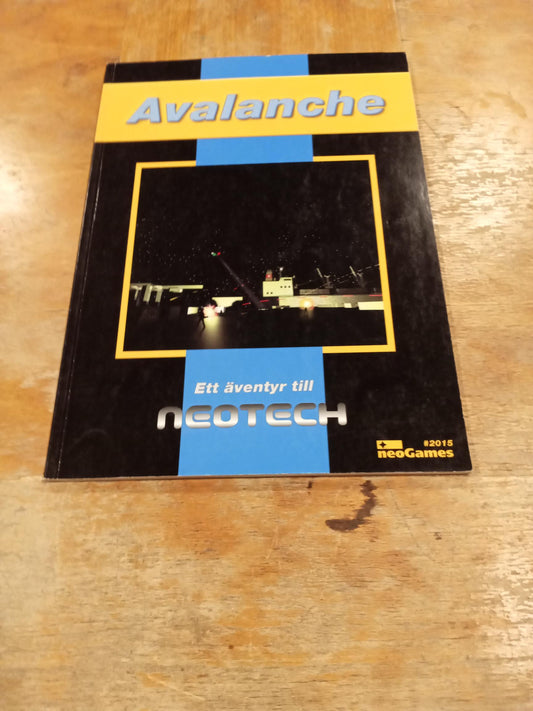 Avalanche
Ett äventyr till
NEOTECH
#2015
neoGames